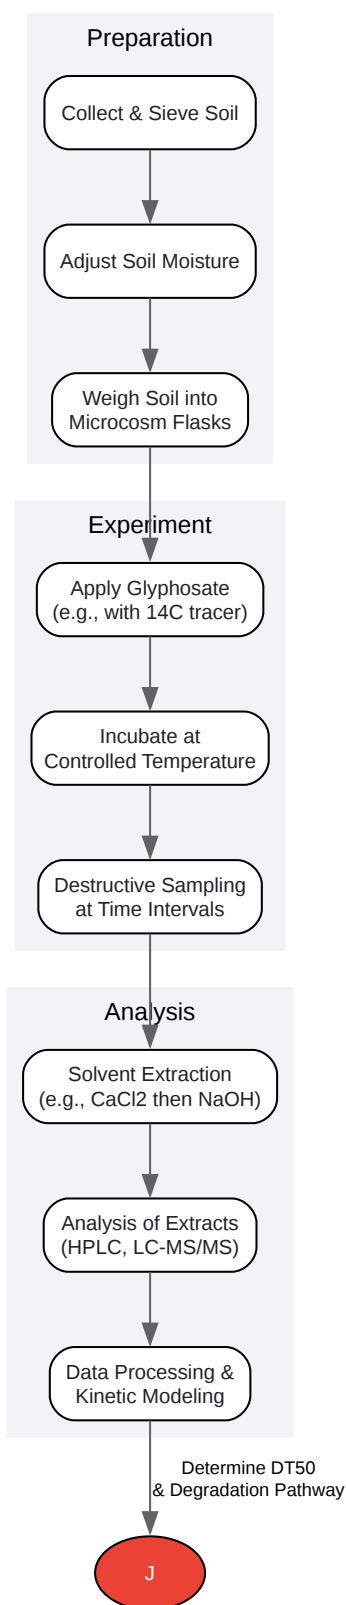 Preparation
Collect & Sieve Soil
Adjust Soil Moisture
Weigh Soil into
Microcosm Flasks
Experiment
Apply Glyphosate
(e.g., with 14C tracer)
Incubate at
Controlled Temperature
Destructive Sampling
at Time Intervals
Analysis
Solvent Extraction
(e.g., CaCl2 then NaOH)
Analysis of Extracts
(HPLC, LC-MS/MS)
Data Processing &
Kinetic Modeling
Determine DT50
& Degradation Pathway
J